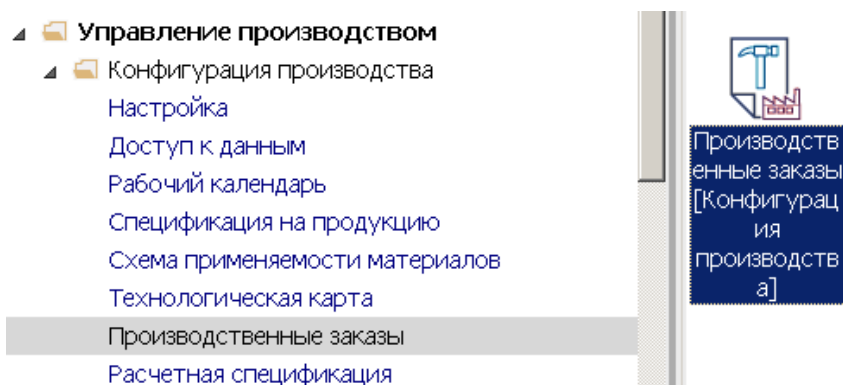 Управление производством
Конфигурация производства
Настройка
Доступ к данным
Рабочий календарь
Спецификация на продукцию
Схема применяемости материалов
Технологическая карта
Производственные заказы
Расчетная спецификация
Производств
енные заказы
[Конфигурац
ия
производств
а]